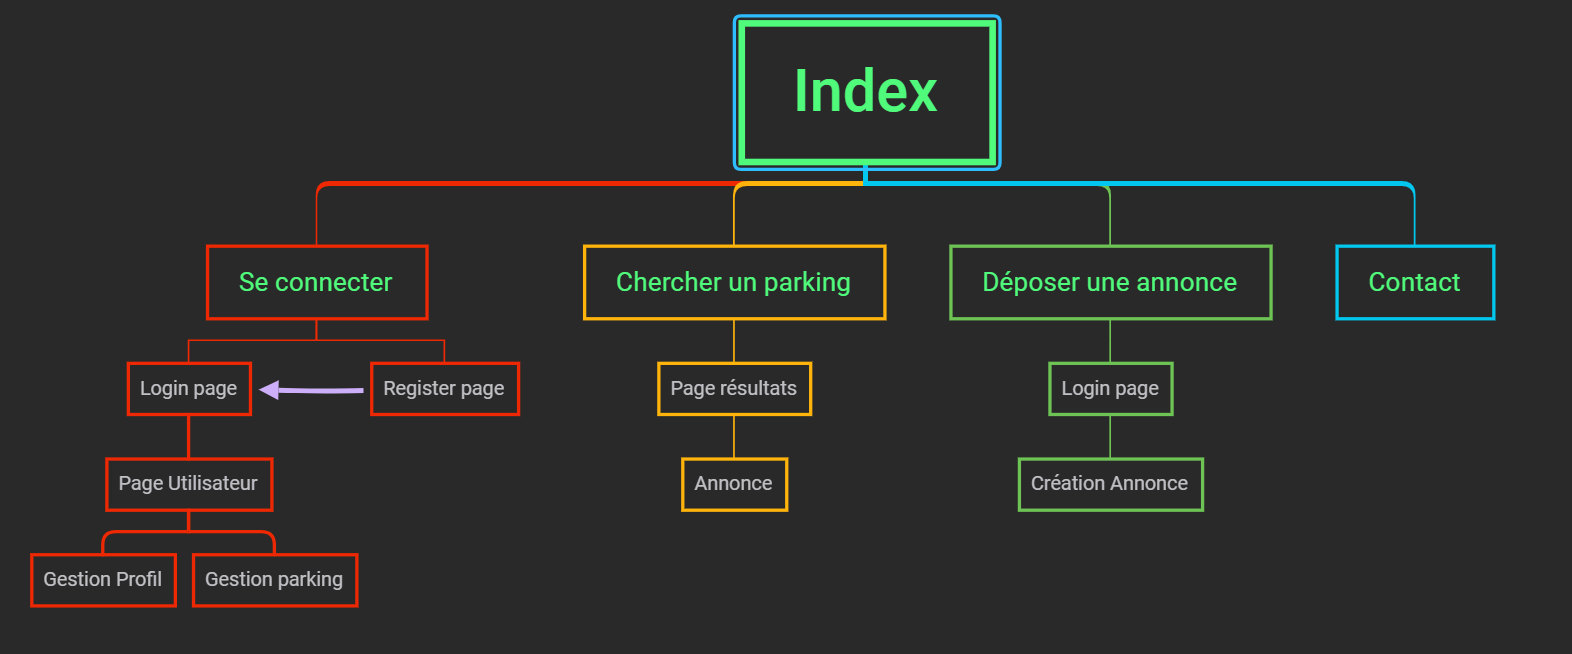 Index
Se connecter
Chercher un parking
Déposer une annonce
Contact
Login page
Register page
Page résultats
Login page
Page Utilisateur
Annonce
Création Annonce
Gestion Profil
Gestion parking